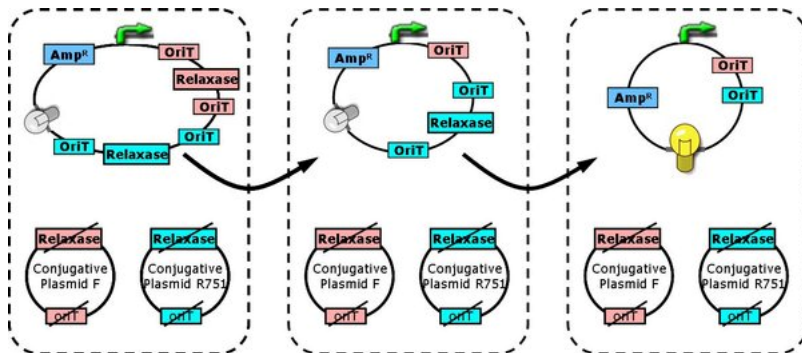 Amp^R
OriT
Relaxase
OriT
OriT
Relaxase
OriT
Relaxase
Relaxase
Conjugative
Plasmid F
Conjugative
Plasmid R751
oriT
oriT
Amp^R
OriT
OriT
Relaxase
OriT
Relaxase
Relaxase
Conjugative
Plasmid F
Conjugative
Plasmid R751
oriT
oriT
Amp^R
OriT
OriT
Relaxase
Relaxase
Conjugative
Plasmid F
Conjugative
Plasmid R751
oriT
oriT